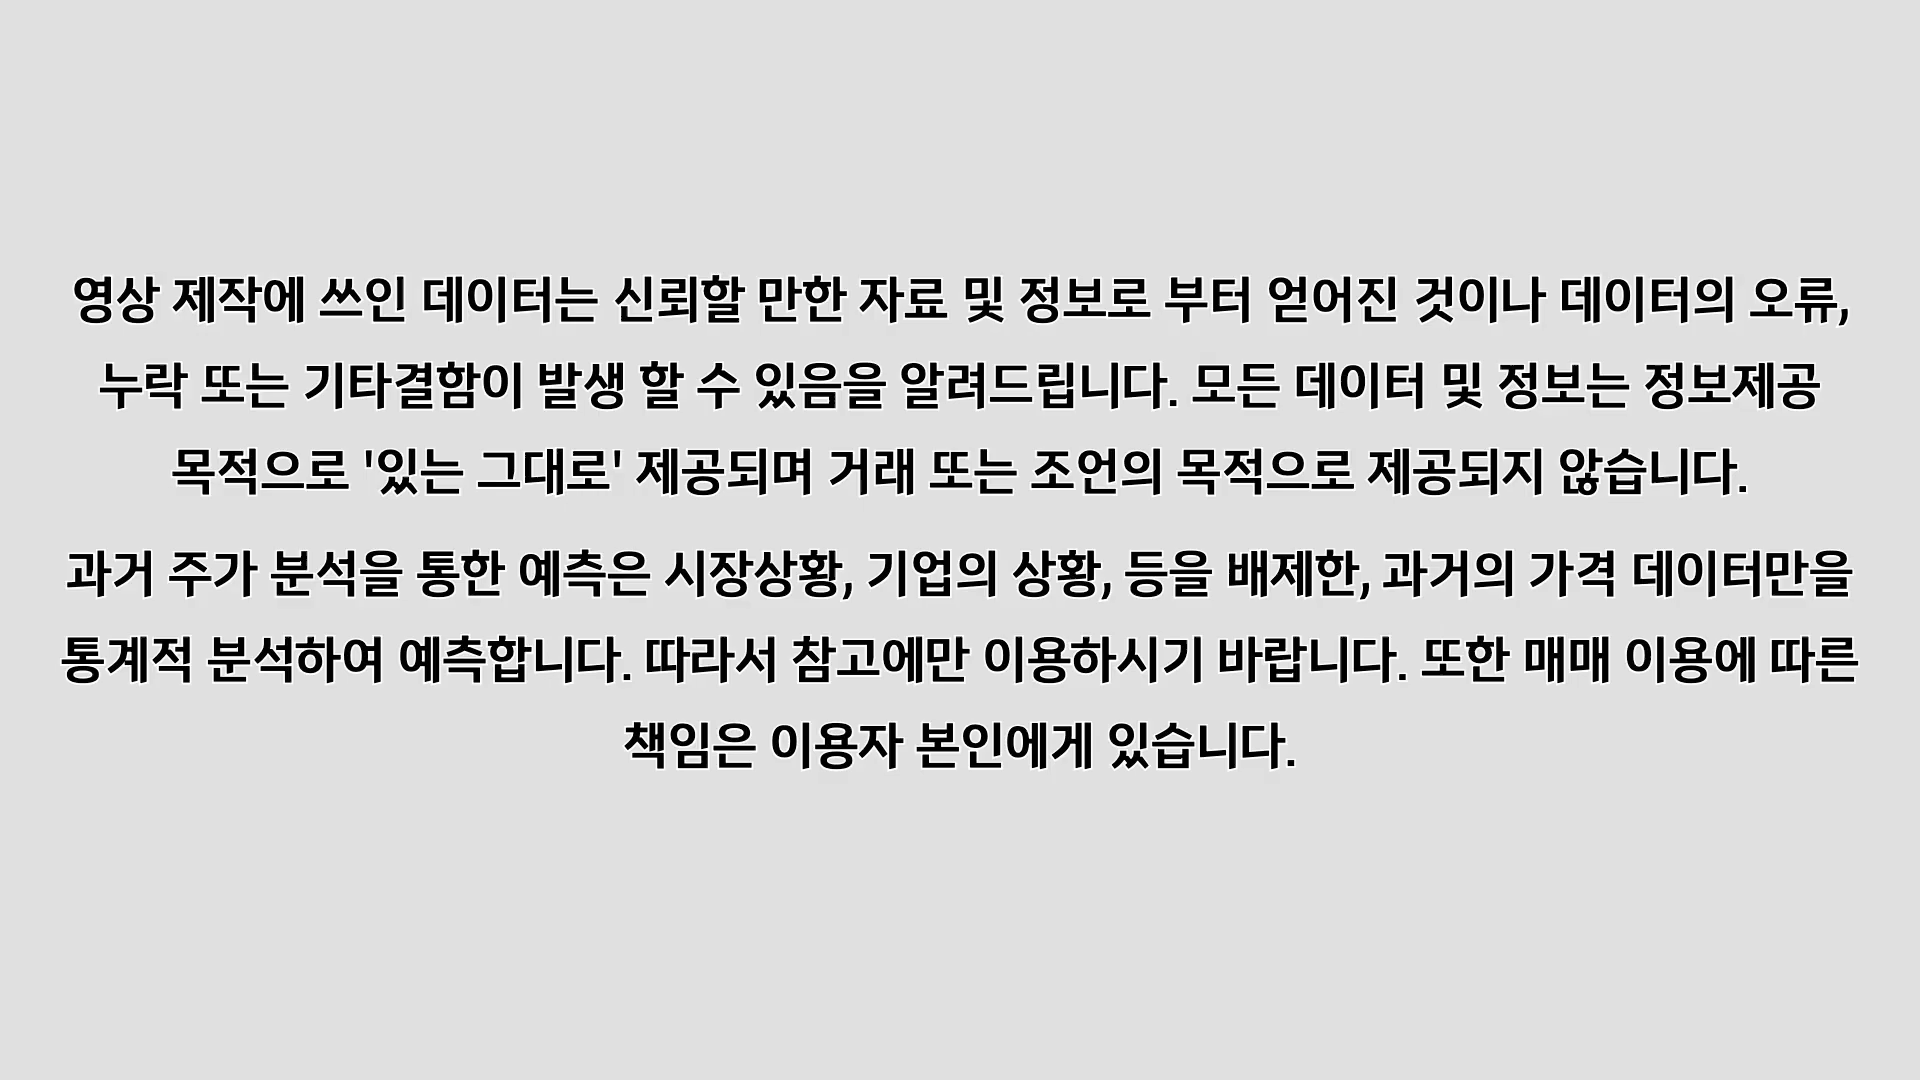 영상 제작에 쓰인 데이터는 신뢰할 만한 자료 및 정보로 부터 얻어진 것이나 데이터의 오류,
누락 또는 기타결함이 발생 할 수 있음을 알려드립니다. 모든 데이터 및 정보는 정보제공
목적으로 '있는 그대로' 제공되며 거래 또는 조언의 목적으로 제공되지 않습니다.
과거 주가 분석을 통한 예측은 시장상황, 기업의 상황, 등을 배제한, 과거의 가격 데이터만을
통계적 분석하여 예측합니다. 따라서 참고에만 이용하시기 바랍니다. 또한 매매 이용에 따른
책임은 이용자 본인에게 있습니다.